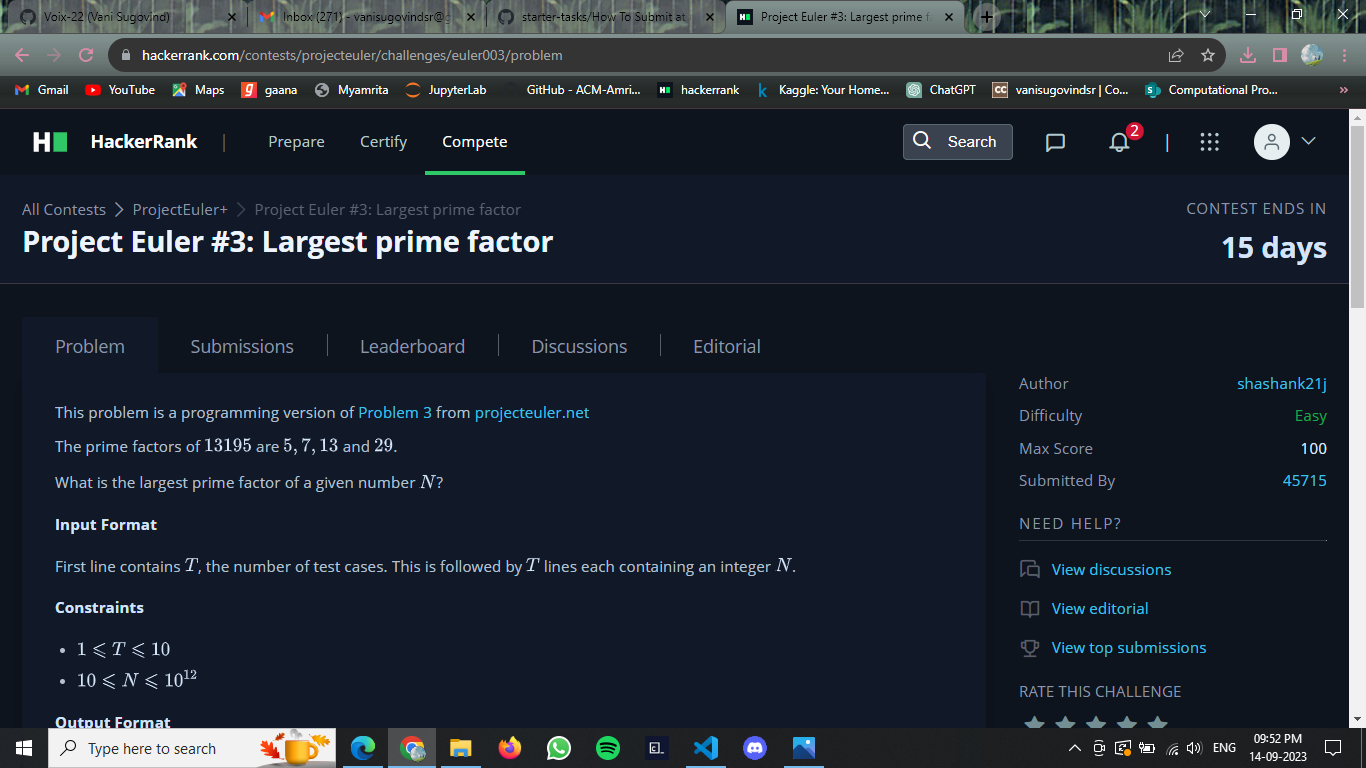 Voix-22 (Vani Sugovind)
Inbox (271) - vanisugovindsr@g
starter-tasks/How To Submit at
Project Euler #3: Largest prime f
hackerrank.com/contests/projecteuler/challenges/euler003/problem
Gmail
YouTube
Maps
gaana
Myamrita
JupyterLab
GitHub - ACM-Amri...
hackerrank
Kaggle: Your Home...
ChatGPT
vanisugovindsr | Co...
Computational Pro...
»
HackerRank | Prepare Certify Compete Search 2
All Contests > ProjectEuler+ > Project Euler #3: Largest prime factor
CONTEST ENDS IN
Project Euler #3: Largest prime factor
15 days
Problem
Submissions
Leaderboard
Discussions
Editorial
This problem is a programming version of Problem 3 from projecteuler.net
The prime factors of 13195 are 5, 7, 13 and 29.
What is the largest prime factor of a given number N?
Input Format
First line contains T, the number of test cases. This is followed by T lines each containing an integer N.
Constraints
• 1 ⩽ T ⩽ 10
• 10 ⩽ N ⩽ 10¹²
Output Format
Author shashank21j
Difficulty Easy
Max Score 100
Submitted By 45715
NEED HELP?
View discussions
View editorial
View top submissions
RATE THIS CHALLENGE
Type here to search
ENG
09:52 PM
14-09-2023